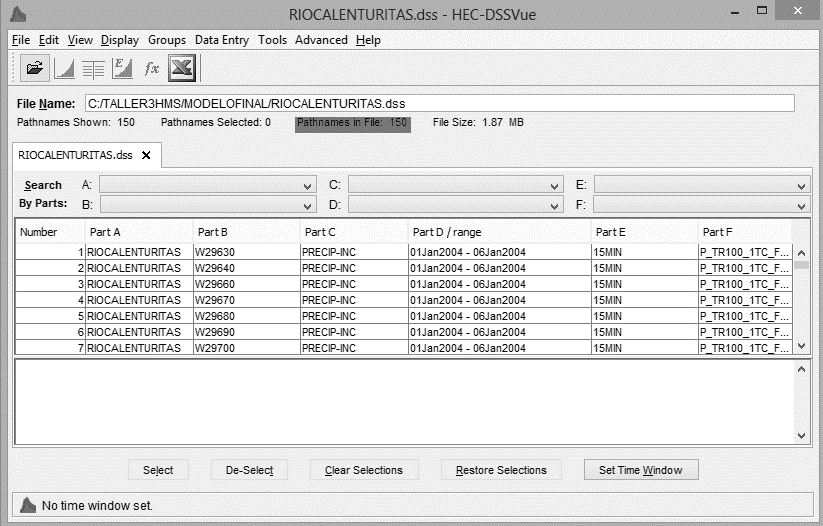 RIOCALENTURITAS.dss - HEC-DSSVue
File Edit View Display Groups Data Entry Tools Advanced Help
E fx
File Name: C:/TALLER3HMS/MODELOFINAL/RIOCALENTURITAS.dss
Pathnames Shown: 150 Pathnames Selected: 0 Pathnames in File: 150 File Size: 1.87 MB
RIOCALENTURITAS.dss
Search A: C: E:
By Parts: B: D: F:
Number Part A Part B Part C Part D / range Part E Part F
1 RIOCALENTURITAS W29630 PRECIP-INC 01Jan2004 - 06Jan2004 15MIN P_TR100_1TC_F...
2 RIOCALENTURITAS W29640 PRECIP-INC 01Jan2004 - 06Jan2004 15MIN P_TR100_1TC_F...
3 RIOCALENTURITAS W29660 PRECIP-INC 01Jan2004 - 06Jan2004 15MIN P_TR100_1TC_F...
4 RIOCALENTURITAS W29670 PRECIP-INC 01Jan2004 - 06Jan2004 15MIN P_TR100_1TC_F...
5 RIOCALENTURITAS W29680 PRECIP-INC 01Jan2004 - 06Jan2004 15MIN P_TR100_1TC_F...
6 RIOCALENTURITAS W29690 PRECIP-INC 01Jan2004 - 06Jan2004 15MIN P_TR100_1TC_F...
7 RIOCALENTURITAS W29700 PRECIP-INC 01Jan2004 - 06Jan2004 15MIN P_TR100_1TC_F...
Select De-Select Clear Selections Restore Selections Set Time Window
No time window set.